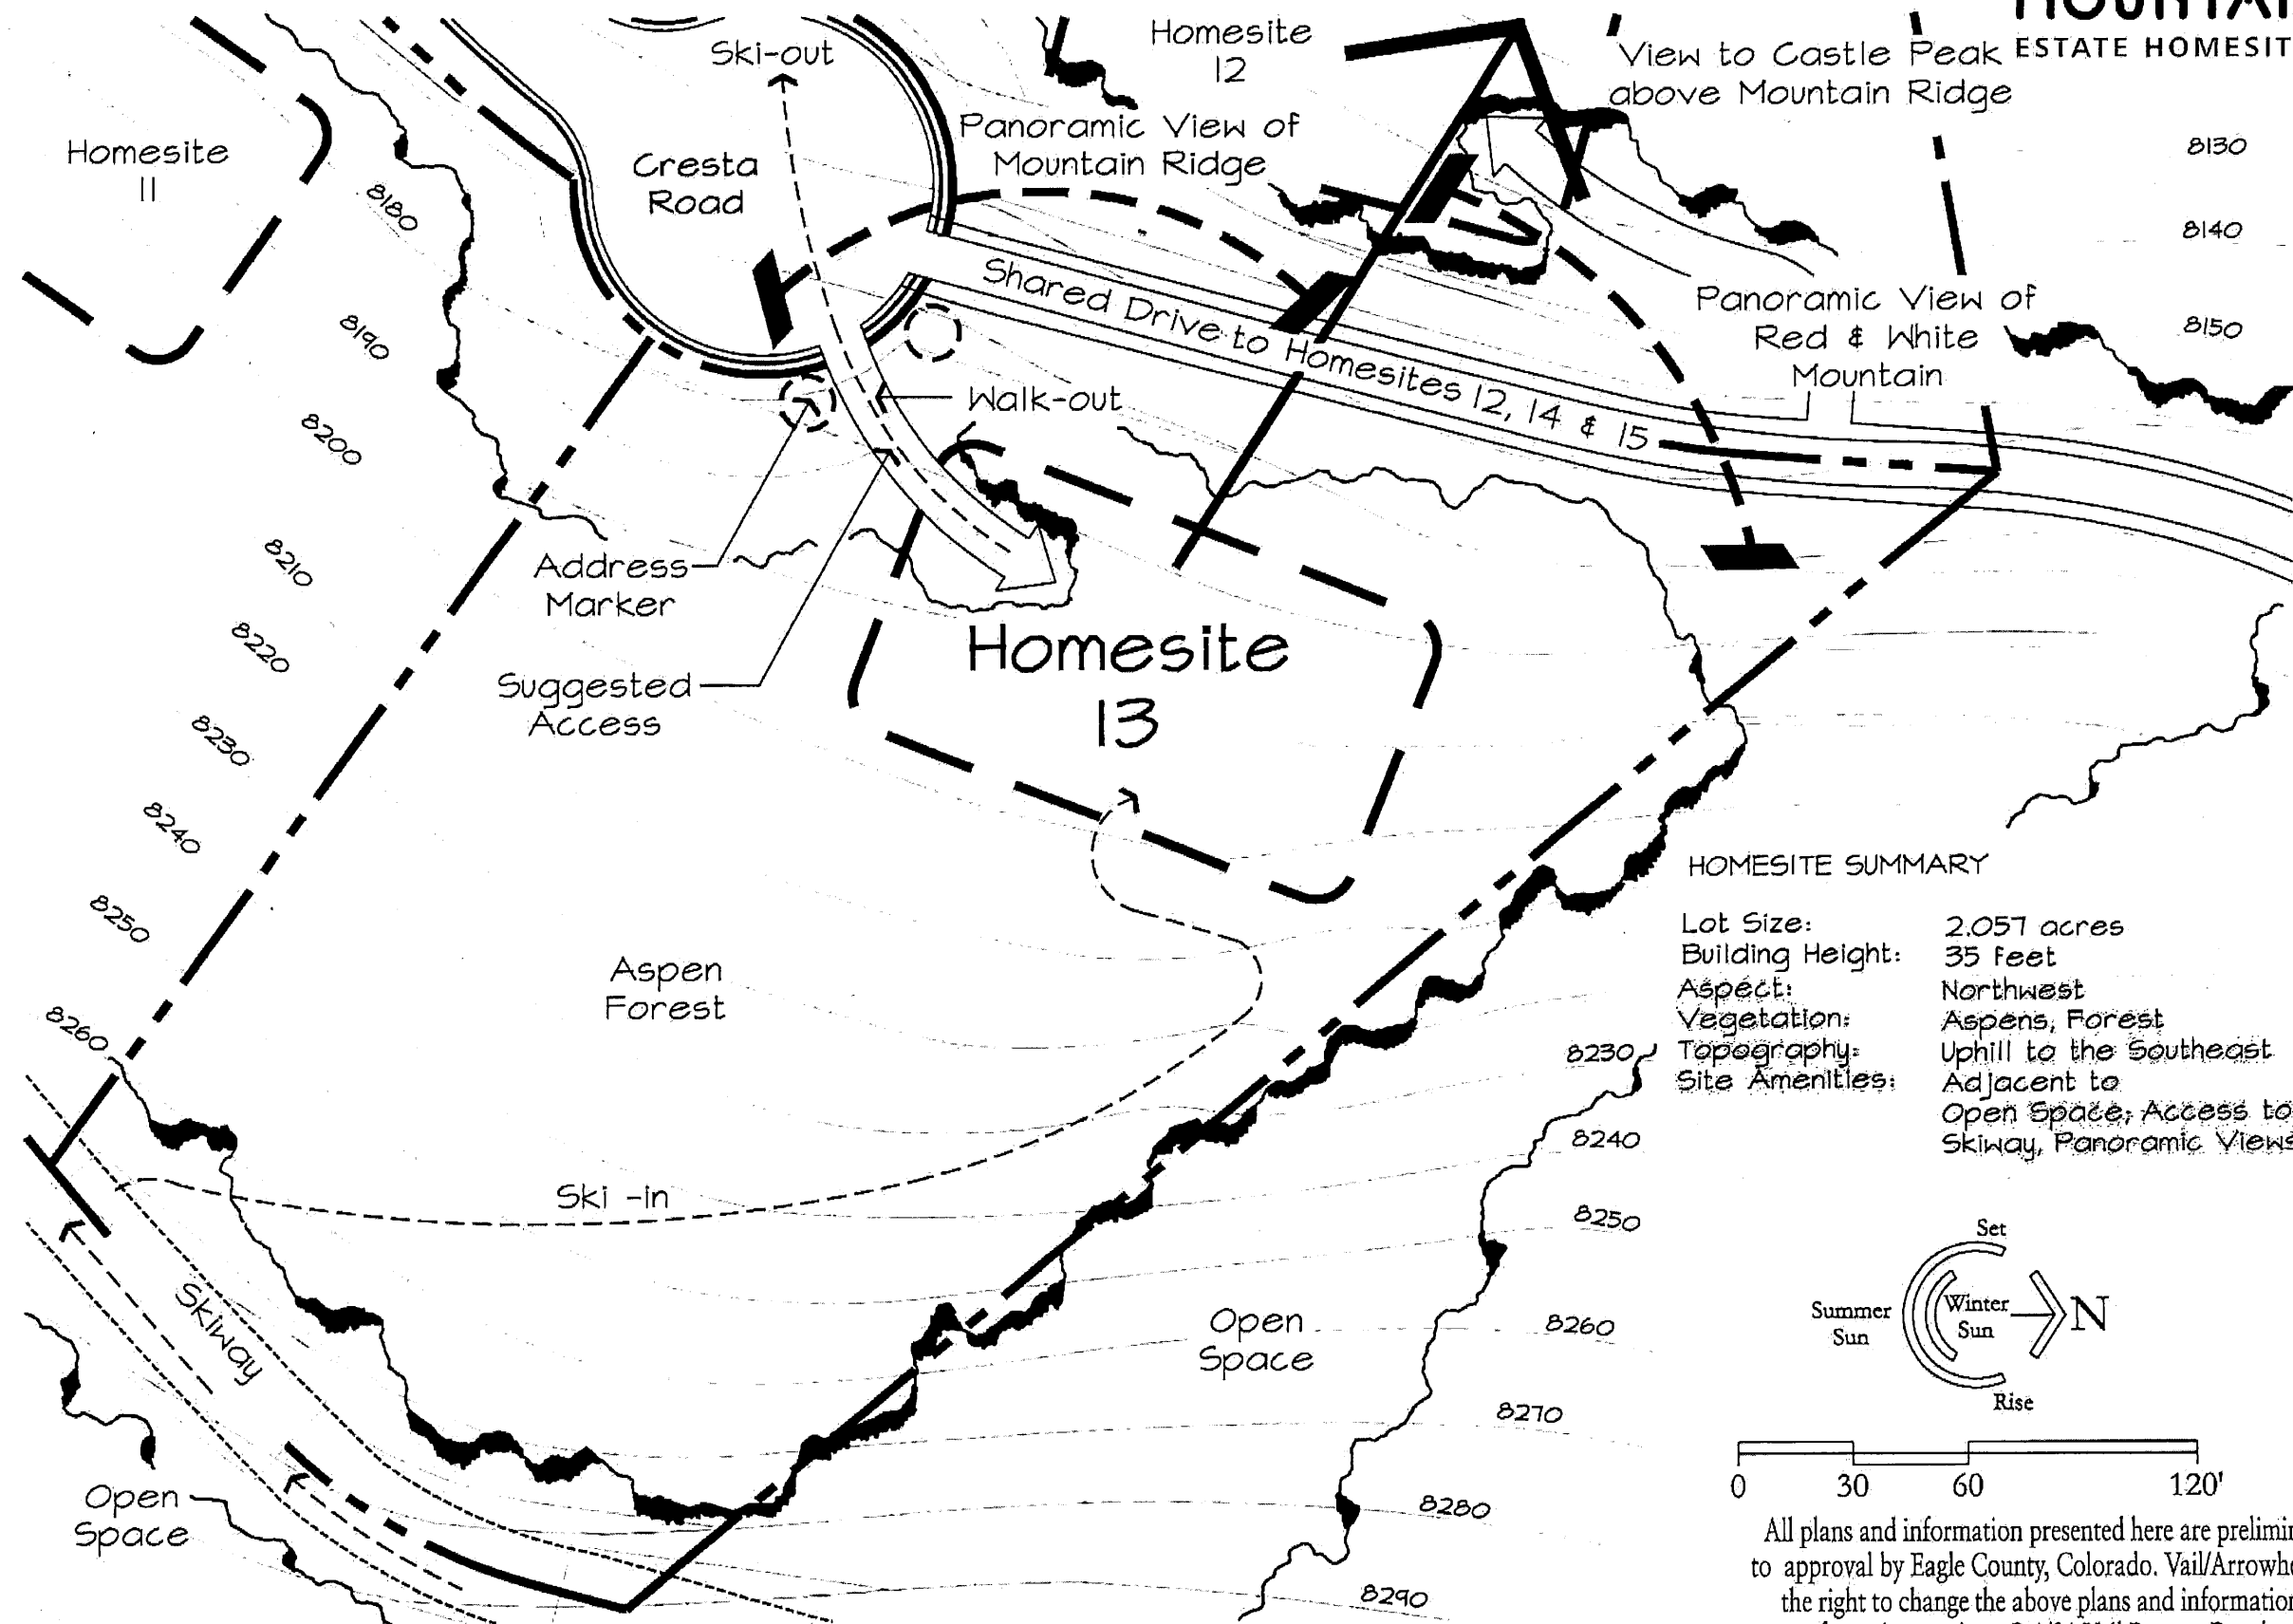 ESTATE HOMESIT
Homesite
12
Ski-out
View to Castle Peak
above Mountain Ridge
Panoramic View of
Mountain Ridge
Homesite
11
Cresta
Road
8130
8140
8150
8180
8190
8200
8210
8220
8230
8240
8250
8260
Shared Drive to Homesites 12, 14 & 15
Panoramic View of
Red & White
Mountain
Walk-out
Address
Marker
Suggested
Access
Homesite
13
Aspen
Forest
Ski -in
Skiway
Open
Space
Open
Space
8230
8240
8250
8260
8270
8280
8290
HOMESITE SUMMARY
Lot Size: 2.057 acres
Building Height: 35 feet
Aspect: Northwest
Vegetation: Aspens, Forest
Topography: Uphill to the Southeast
Site Amenities: Adjacent to
Open Space, Access to
Skiway, Panoramic Views
Set
Summer
Sun
Winter
Sun
N
Rise
0 30 60 120'
All plans and information presented here are prelimin
to approval by Eagle County, Colorado. Vail/Arrowhe
the right to change the above plans and information